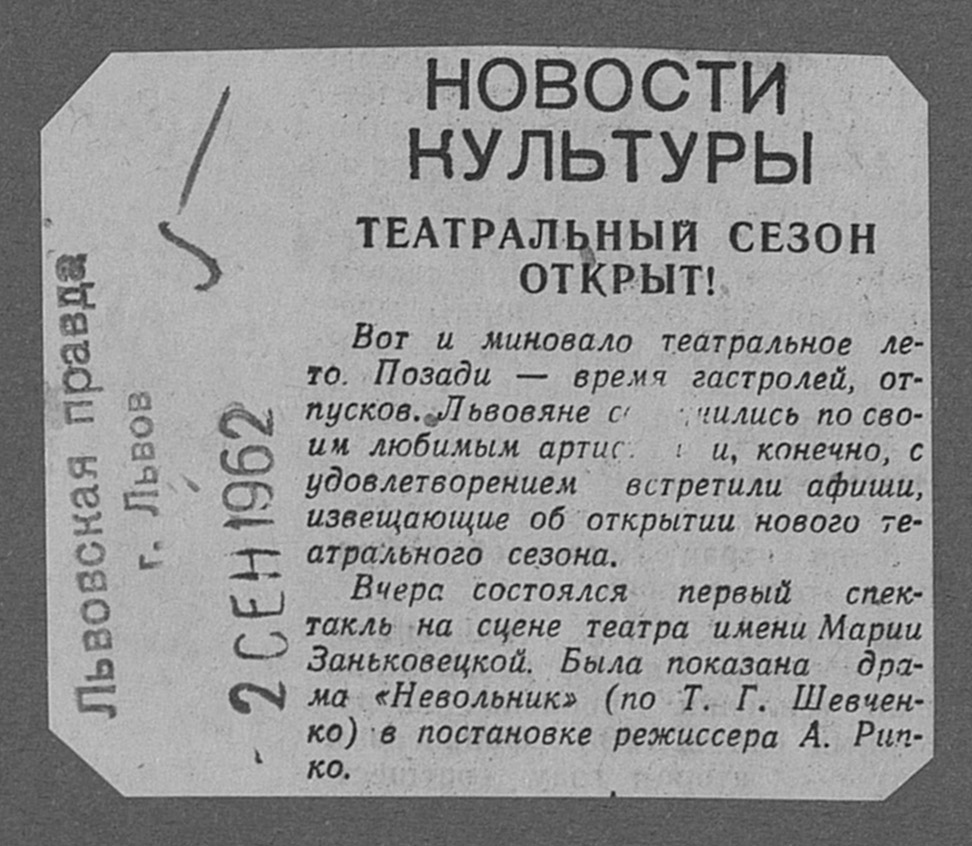 НОВОСТИ
КУЛЬТУРЫ
ТЕАТРАЛЬНЫЙ СЕЗОН
ОТКРЫТ!
Вот и миновало театральное ле-
то. Позади — время гастролей, от-
пусков. Львовяне по сво-
им любимым и, конечно, с
удовлетворением встретили афиши,
извещающие об открытии нового те-
атрального сезона.
Вчера состоялся первый спек-
такль на сцене театра имени Марии
Заньковецкой. Была показана дра-
ма «Невольник» (по Т. Г. Шевчен-
ко) в постановке режиссера А. Рип-
ко.
Львовская правда
г. Львов
- 2 СЕН 1962